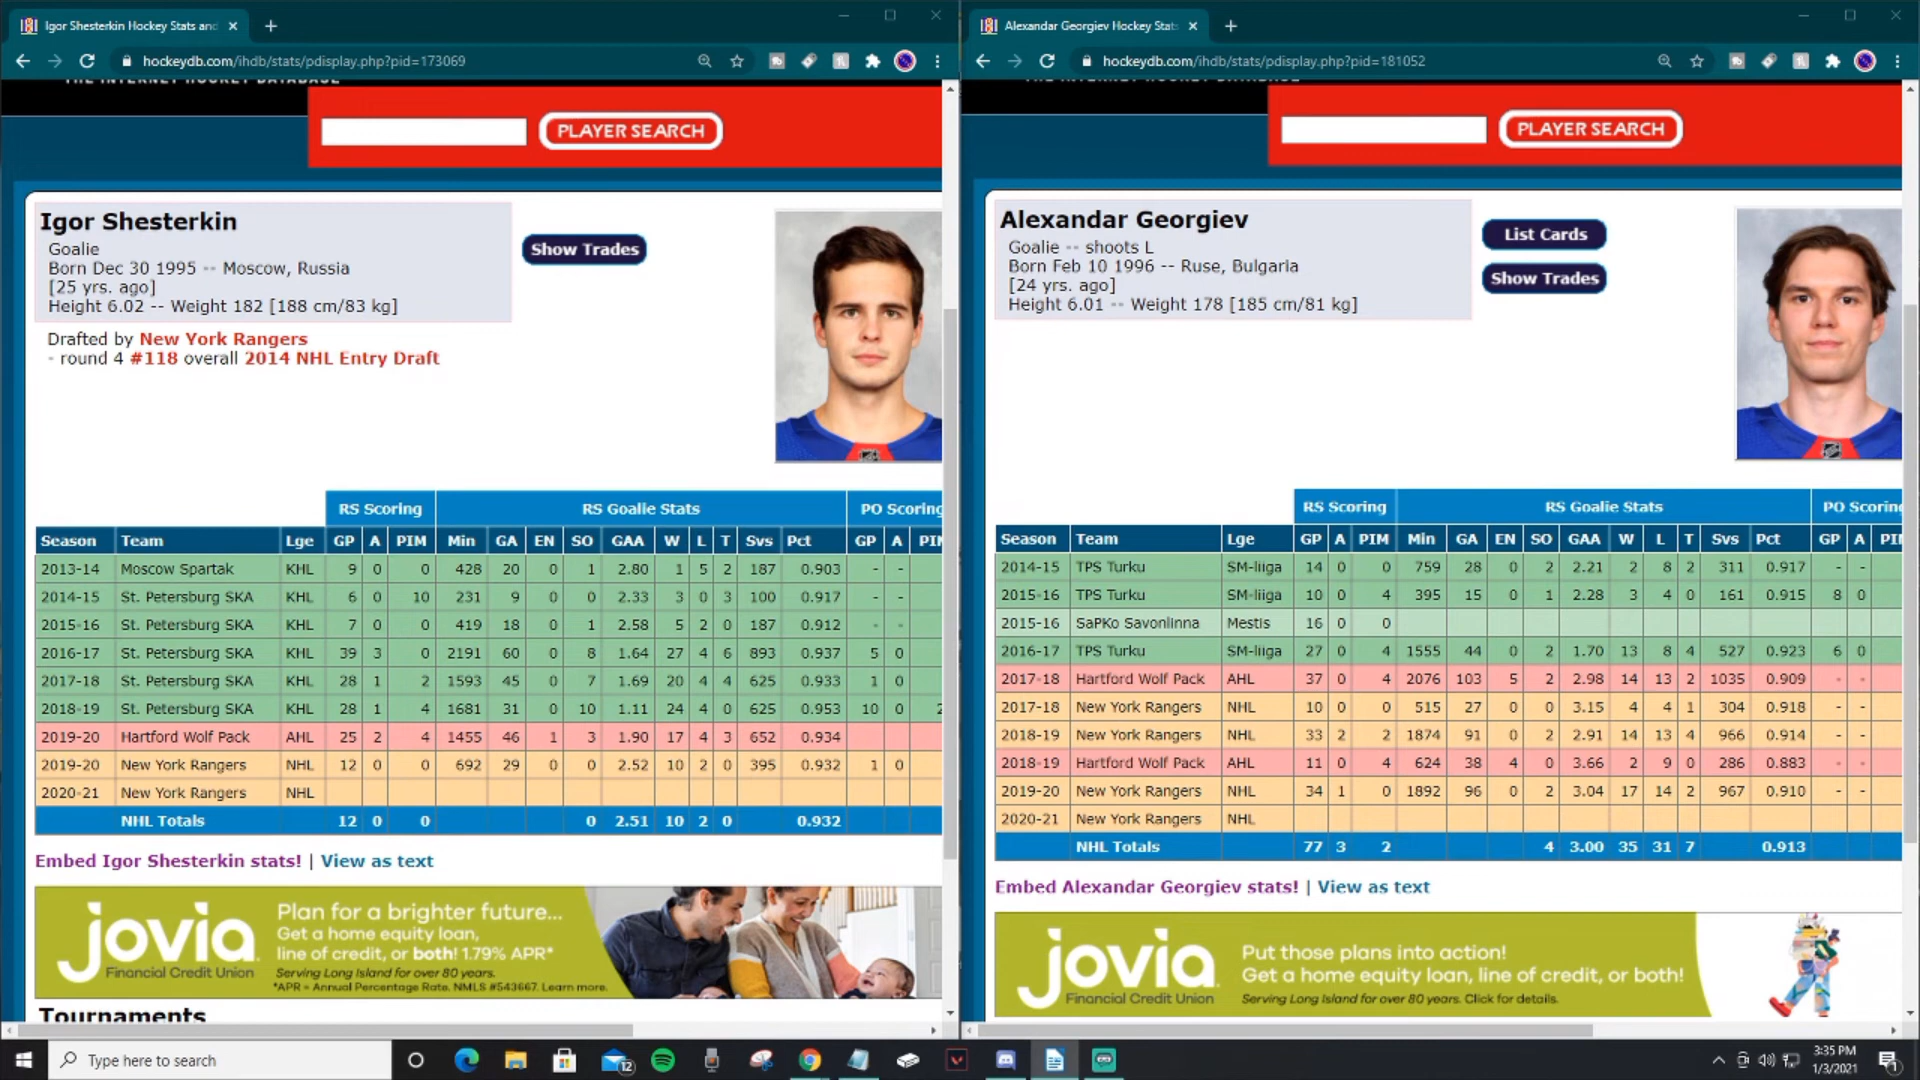 Igor Shesterkin Hockey Stats and
hockeydb.com/ihdb/stats/pdisplay.php?pid=173069
THE INTERNET HOCKEY DATABASE
PLAYER SEARCH
Igor Shesterkin
Goalie
Born Dec 30 1995 -- Moscow, Russia
[25 yrs. ago]
Height 6.02 -- Weight 182 [188 cm/83 kg]
Show Trades
Drafted by New York Rangers
- round 4 #118 overall 2014 NHL Entry Draft
RS Scoring RS Goalie Stats PO Scoring
Season Team Lge GP A PIM Min GA EN SO GAA W L T Svs Pct GP A PIM
2013-14 Moscow Spartak KHL 9 0 0 428 20 0 1 2.80 1 5 2 187 0.903 - -
2014-15 St. Petersburg SKA KHL 6 0 10 231 9 0 0 2.33 3 0 3 100 0.917 - -
2015-16 St. Petersburg SKA KHL 7 0 0 419 18 0 1 2.58 5 2 0 187 0.912 - -
2016-17 St. Petersburg SKA KHL 39 3 0 2191 60 0 8 1.64 27 4 6 893 0.937 5 0
2017-18 St. Petersburg SKA KHL 28 1 2 1593 45 0 7 1.69 20 4 4 625 0.933 1 0
2018-19 St. Petersburg SKA KHL 28 1 4 1681 31 0 10 1.11 24 4 0 625 0.953 10 0 2
2019-20 Hartford Wolf Pack AHL 25 2 4 1455 46 1 3 1.90 17 4 3 652 0.934
2019-20 New York Rangers NHL 12 0 0 692 29 0 0 2.52 10 2 0 395 0.932 1 0
2020-21 New York Rangers NHL
NHL Totals 12 0 0 0 2.51 10 2 0 0.932
Embed Igor Shesterkin stats! | View as text
jovia
Financial Credit Union
Plan for a brighter future...
Get a home equity loan,
line of credit, or both! 1.79% APR*
Serving Long Island for over 80 years.
*APR = Annual Percentage Rate. NMLS #543667. Learn more.
Tournaments
Alexandar Georgiev Hockey Stats
hockeydb.com/ihdb/stats/pdisplay.php?pid=181052
THE INTERNET HOCKEY DATABASE
PLAYER SEARCH
Alexandar Georgiev
Goalie -- shoots L
Born Feb 10 1996 -- Ruse, Bulgaria
[24 yrs. ago]
Height 6.01 -- Weight 178 [185 cm/81 kg]
List Cards
Show Trades
RS Scoring RS Goalie Stats PO Scoring
Season Team Lge GP A PIM Min GA EN SO GAA W L T Svs Pct GP A PI
2014-15 TPS Turku SM-liiga 14 0 0 759 28 0 2 2.21 2 8 2 311 0.917 - -
2015-16 TPS Turku SM-liiga 10 0 4 395 15 0 1 2.28 3 4 0 161 0.915 8 0
2015-16 SaPKo Savonlinna Mestis 16 0 0
2016-17 TPS Turku SM-liiga 27 0 4 1555 44 0 2 1.70 13 8 4 527 0.923 6 0
2017-18 Hartford Wolf Pack AHL 37 0 4 2076 103 5 2 2.98 14 13 2 1035 0.909 - -
2017-18 New York Rangers NHL 10 0 0 515 27 0 0 3.15 4 4 1 304 0.918 - -
2018-19 New York Rangers NHL 33 2 2 1874 91 0 2 2.91 14 13 4 966 0.914 - -
2018-19 Hartford Wolf Pack AHL 11 0 4 624 38 4 0 3.66 2 9 0 286 0.883 - -
2019-20 New York Rangers NHL 34 1 0 1892 96 0 2 3.04 17 14 2 967 0.910 - -
2020-21 New York Rangers NHL
NHL Totals 77 3 2 4 3.00 35 31 7 0.913
Embed Alexandar Georgiev stats! | View as text
jovia
Financial Credit Union
Put those plans into action!
Get a home equity loan, line of credit, or both!
Serving Long Island for over 80 years. Click for details.
Type here to search
12
3:35 PM
1/3/2021
1